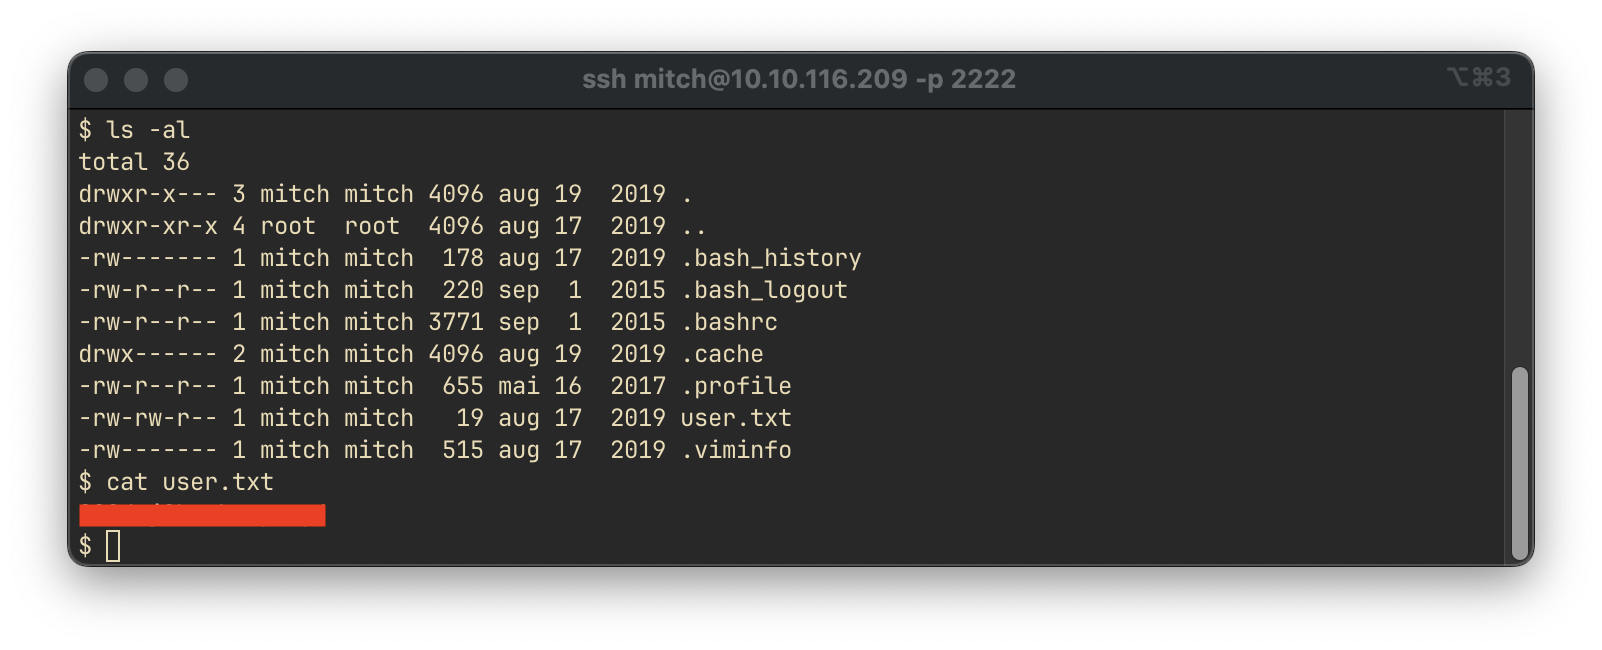 ssh mitch@10.10.116.209 -p 2222 ⌥⌘3
$ ls -al
total 36
drwxr-x--- 3 mitch mitch 4096 aug 19  2019 .
drwxr-xr-x 4 root  root  4096 aug 17  2019 ..
-rw------- 1 mitch mitch  178 aug 17  2019 .bash_history
-rw-r--r-- 1 mitch mitch  220 sep  1  2015 .bash_logout
-rw-r--r-- 1 mitch mitch 3771 sep  1  2015 .bashrc
drwx------ 2 mitch mitch 4096 aug 19  2019 .cache
-rw-r--r-- 1 mitch mitch  655 mai 16  2017 .profile
-rw-rw-r-- 1 mitch mitch   19 aug 17  2019 user.txt
-rw------- 1 mitch mitch  515 aug 17  2019 .viminfo
$ cat user.txt
$